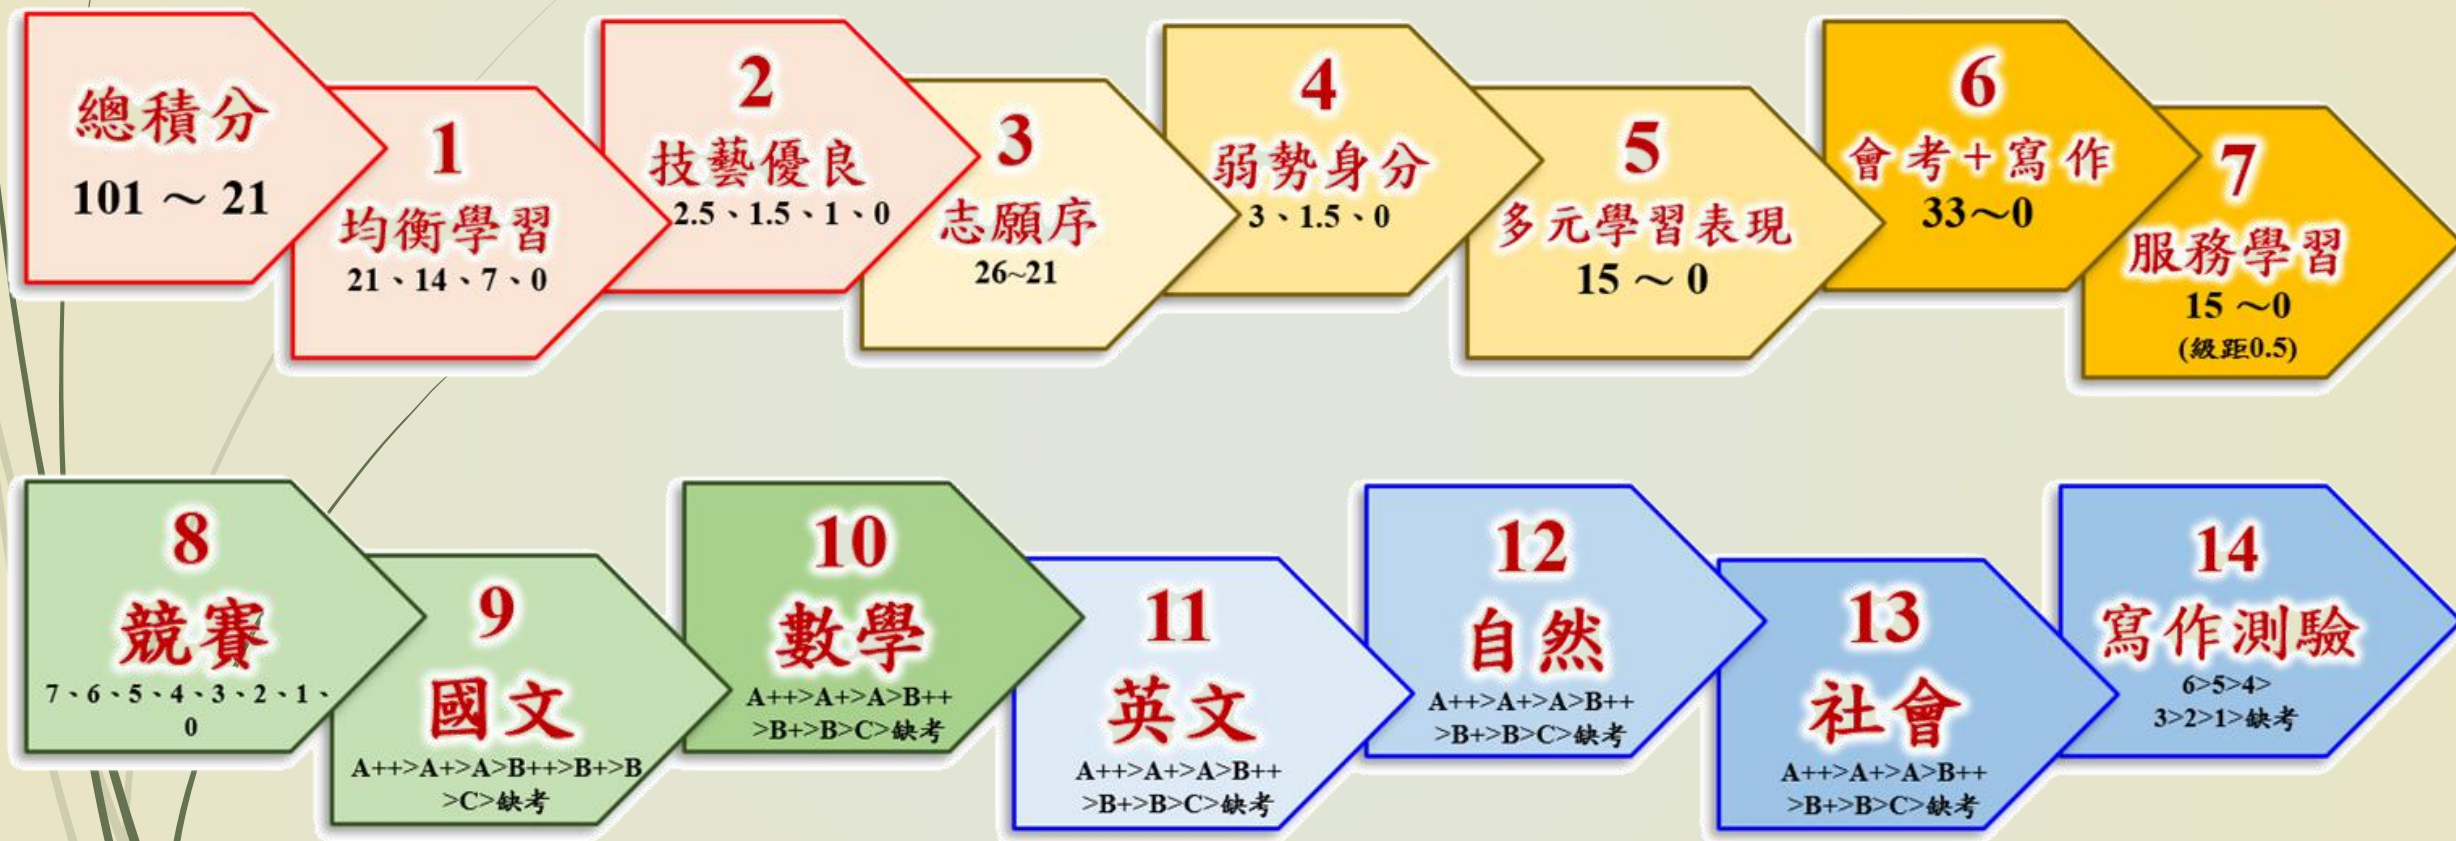 總積分
101 ～ 21
1
均衡學習
21、14、7、0
2
技藝優良
2.5、1.5、1、0
3
志願序
26~21
4
弱勢身分
3、1.5、0
5
多元學習表現
15 ～ 0
6
會考+寫作
33～0
7
服務學習
15 ～0
(級距0.5)
8
競賽
7、6、5、4、3、2、1、
0
9
國文
A++>A+>A>B++>B+>B
>C>缺考
10
數學
A++>A+>A>B++
>B+>B>C>缺考
11
英文
A++>A+>A>B++
>B+>B>C>缺考
12
自然
A++>A+>A>B++
>B+>B>C>缺考
13
社會
A++>A+>A>B++
>B+>B>C>缺考
14
寫作測驗
6>5>4>
3>2>1>缺考